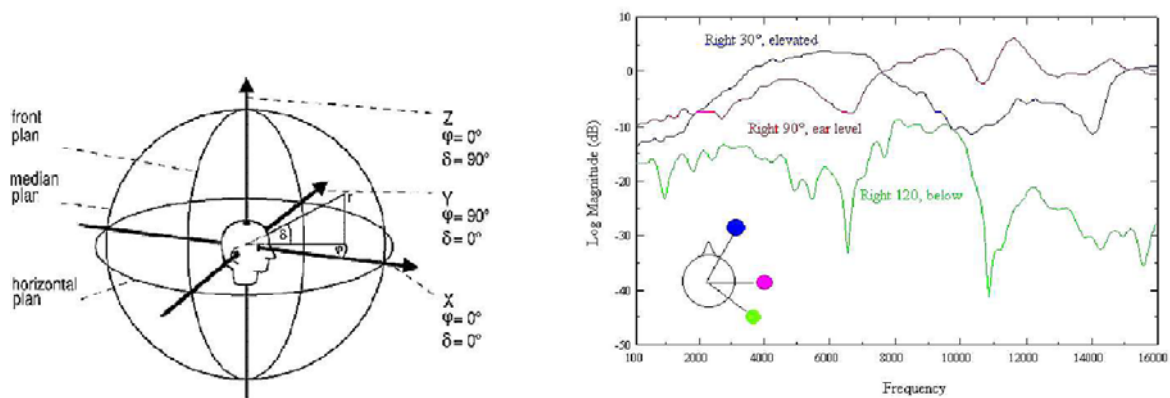 front
plan
median
plan
horizontal
plan
Z
φ= 0°
δ= 90°
Y
φ= 90°
δ= 0°
X
φ= 0°
δ= 0°
r
δ
φ
10
0
-10
-20
-30
-40
-50
Log Magnitude (dB)
Right 30°, elevated
Right 90°, ear level
Right 120, below
100 2000 4000 6000 8000 10000 12000 14000 16000
Frequency